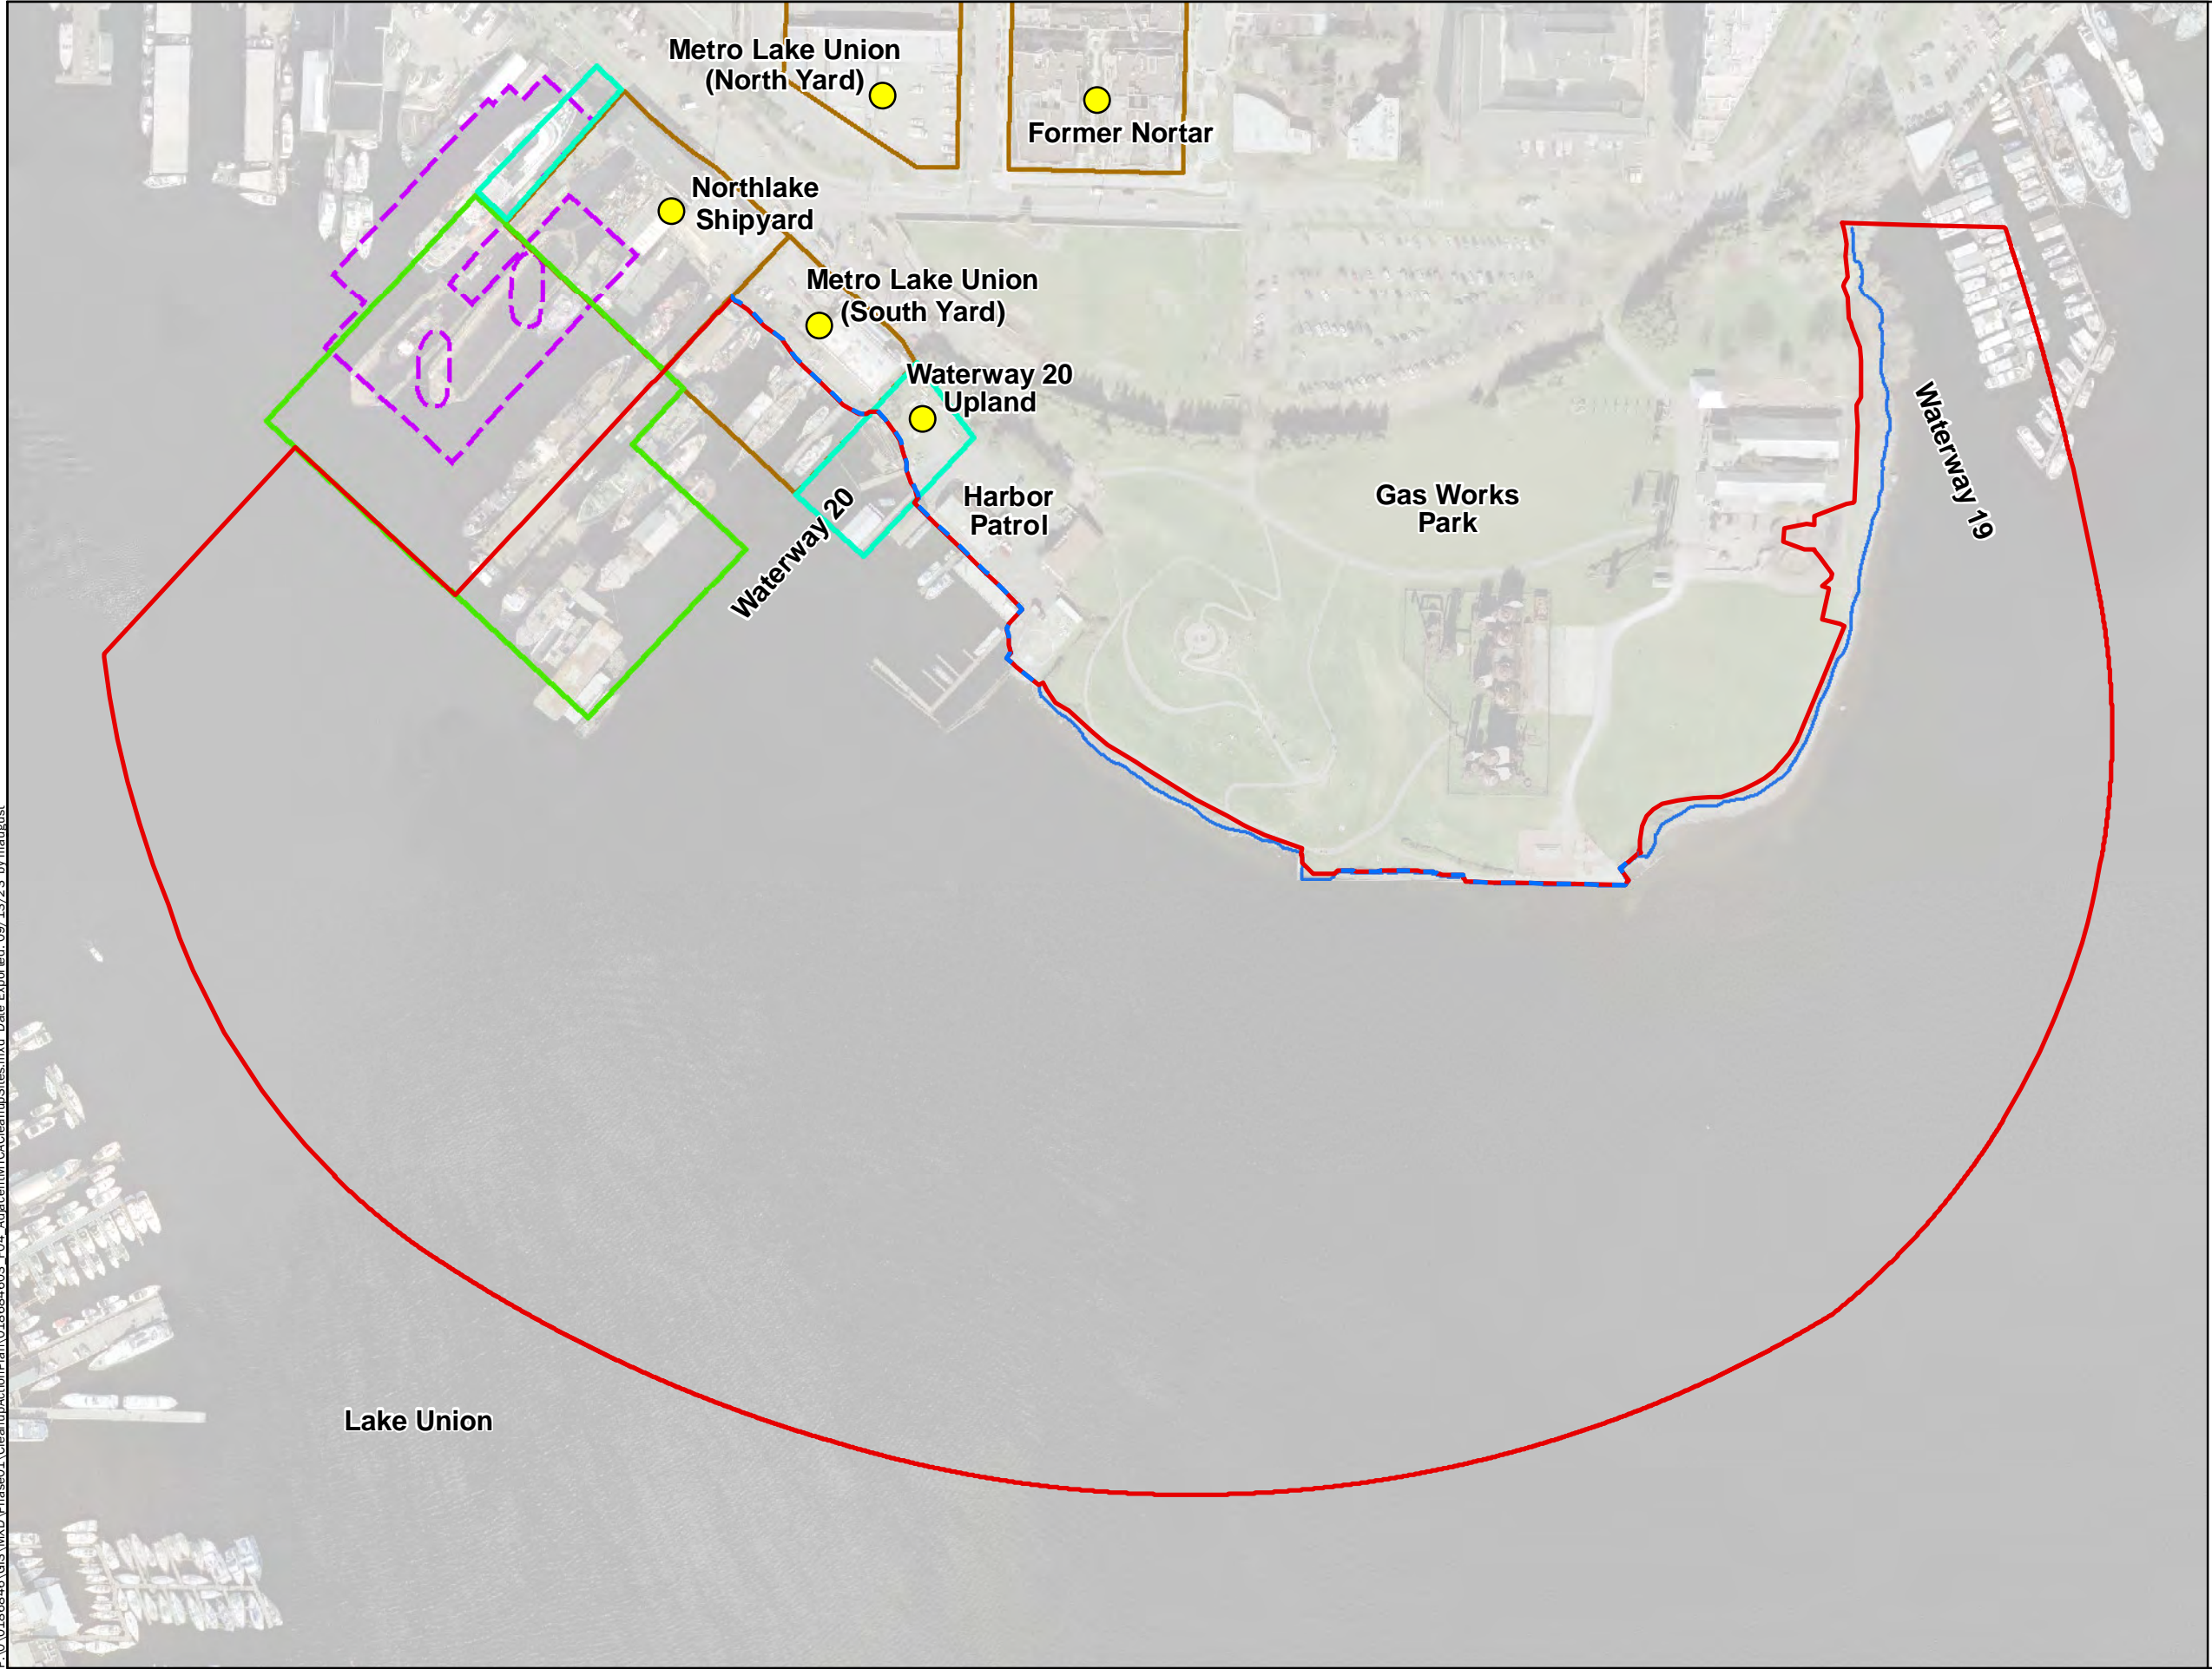 Metro Lake Union
(North Yard)
Former Nortar
Northlake
Shipyard
Metro Lake Union
(South Yard)
Waterway 20
Upland
Waterway 20
Harbor
Patrol
Gas Works
Park
Waterway 19
Lake Union